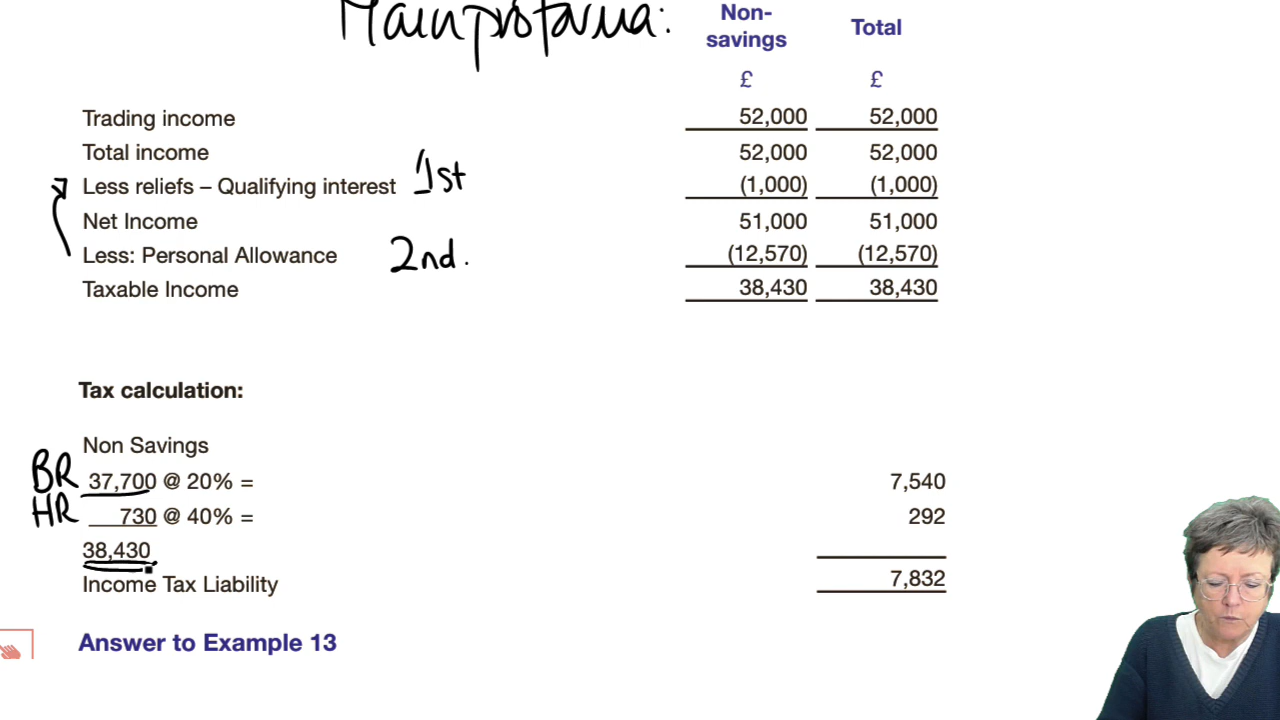 Main proforma:
Non-savings Total
£ £
Trading income 52,000 52,000
Total income 52,000 52,000
Less reliefs – Qualifying interest 1st (1,000) (1,000)
Net Income 51,000 51,000
Less: Personal Allowance 2nd. (12,570) (12,570)
Taxable Income 38,430 38,430
Tax calculation:
Non Savings
BR 37,700 @ 20% = 7,540
HR 730 @ 40% = 292
38,430
Income Tax Liability 7,832
Answer to Example 13